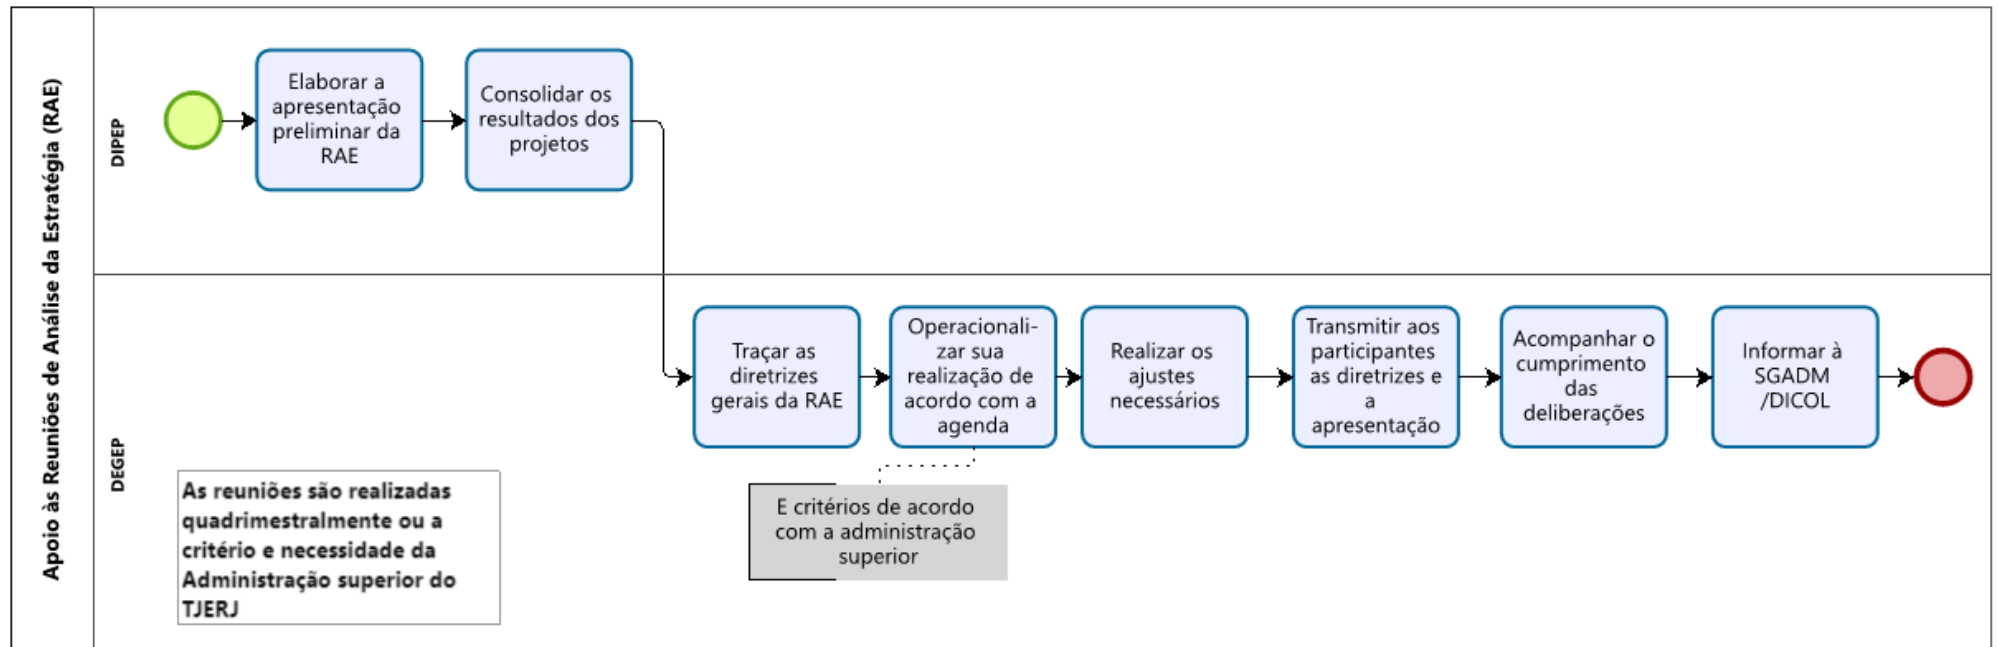 Apoio às Reuniões de Análise da Estratégia (RAE)
DIPEP
Elaborar a
apresentação
preliminar da
RAE
Consolidar os
resultados dos
projetos
DEGEP
Traçar as
diretrizes
gerais da RAE
Operacionali-
zar sua
realização de
acordo com a
agenda
Realizar os
ajustes
necessários
Transmitir aos
participantes
as diretrizes e
a
apresentação
Acompanhar o
cumprimento
das
deliberações
Informar à
SGADM
/DICOL
E critérios de acordo
com a administração
superior
As reuniões são realizadas
quadrimestralmente ou a
critério e necessidade da
Administração superior do
TJERJ